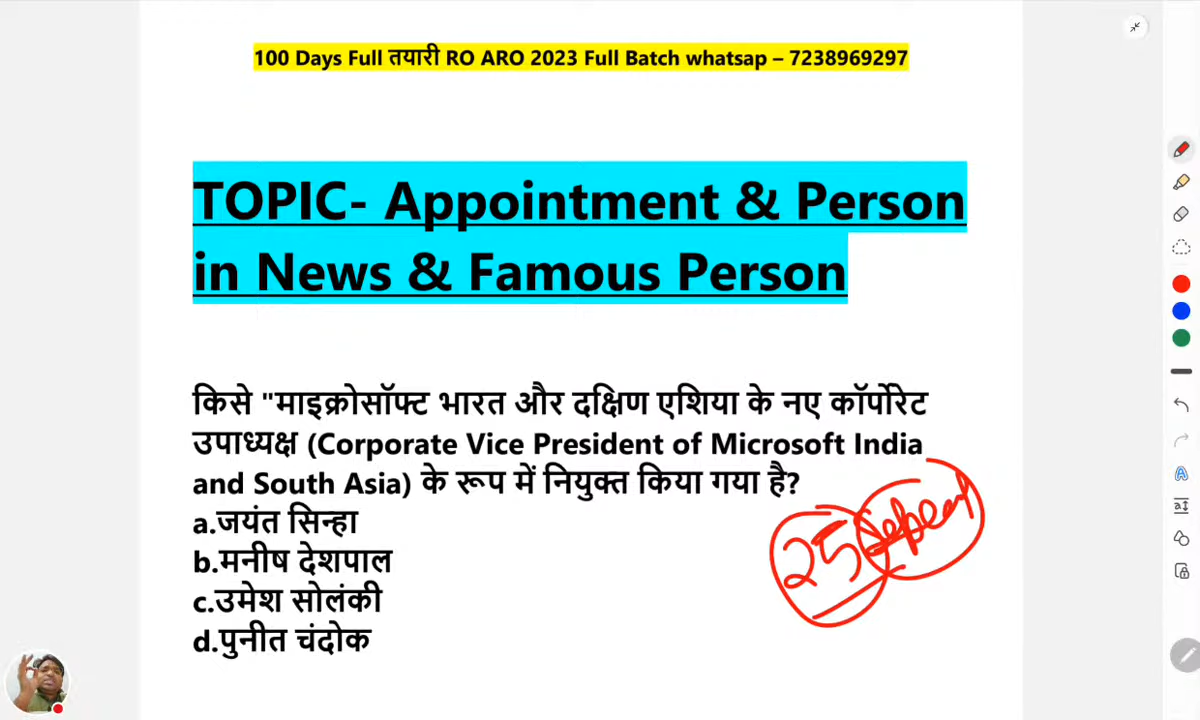 100 Days Full तयारी RO ARO 2023 Full Batch whatsap – 7238969297
TOPIC- Appointment & Person
in News & Famous Person
किसे "माइक्रोसॉफ्ट भारत और दक्षिण एशिया के नए कॉर्पोरेट
उपाध्यक्ष (Corporate Vice President of Microsoft India
and South Asia) के रूप में नियुक्त किया गया है?
25 Repeat
a.जयंत सिन्हा
b.मनीष देशपाल
c.उमेश सोलंकी
d.पुनीत चंदोक